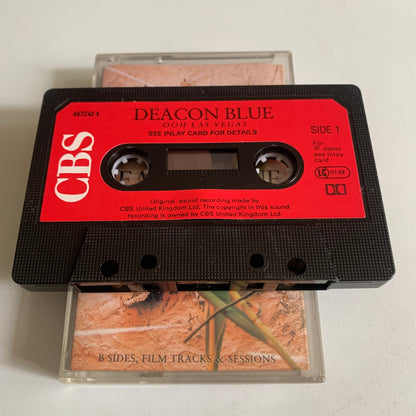 467242 4
DEACON BLUE
OOH LAS VEGAS
SEE INLAY CARD FOR DETAILS
SIDE 1
CBS
For
℗ dates
see inlay
card
Original sound recording made by
CBS United Kingdom Ltd. The copyright in this sound
recording is owned by CBS United Kingdom Ltd.
B SIDES, FILM TRACKS & SESSIONS